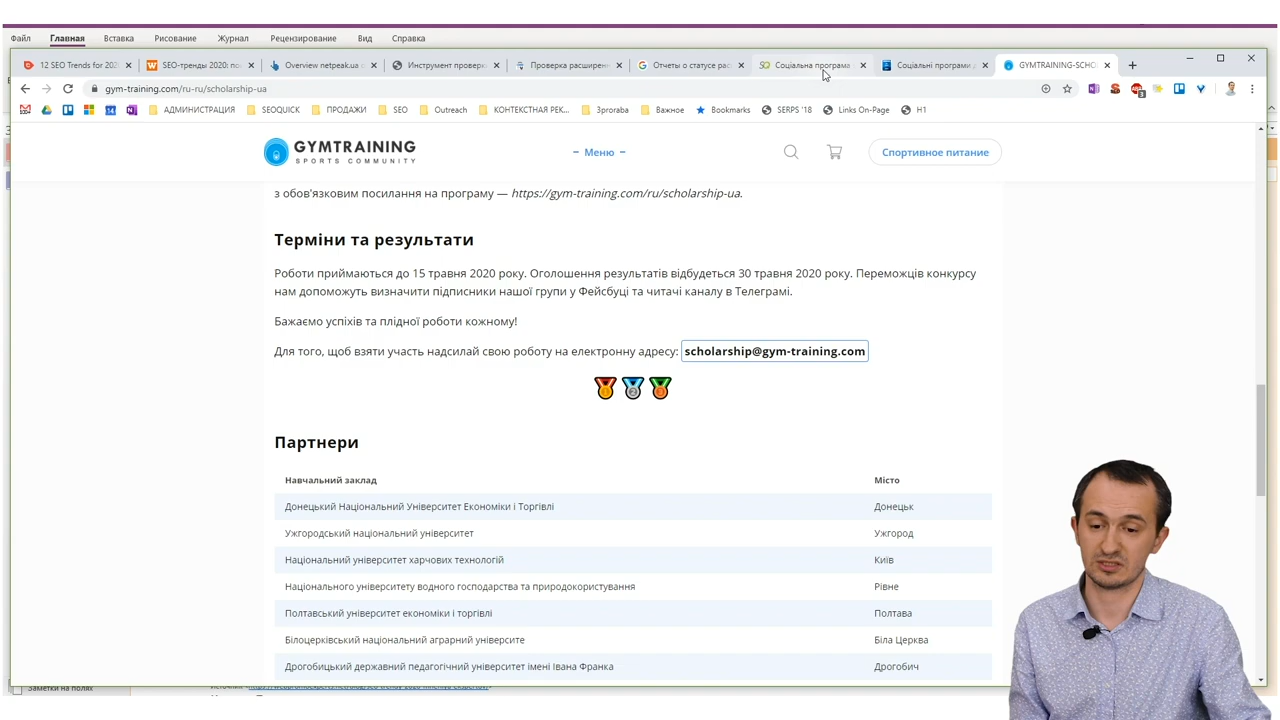 Файл Главная Вставка Рисование Журнал Рецензирование Вид Справка
12 SEO Trends for 202 SEO-тренды 2020: по Overview netpeak.ua с Инструмент проверк Проверка расширенн Отчеты о статусе рас Соціальна програма Соціальні програми д GYMTRAINING-SCHO
gym-training.com/ru-ru/scholarship-ua
АДМИНИСТРАЦИЯ SEOQUICK ПРОДАЖИ SEO Outreach КОНТЕКСТНАЯ РЕК... 3proraba Важное Bookmarks SERPS '18 Links On-Page H1
GYMTRAINING
SPORTS COMMUNITY
– Меню –
Спортивное питание
з обов'язковим посилання на програму — https://gym-training.com/ru/scholarship-ua.
Терміни та результати
Роботи приймаються до 15 травня 2020 року. Оголошення результатів відбудеться 30 травня 2020 року. Переможців конкурсу
нам допоможуть визначити підписники нашої групи у Фейсбуці та читачі каналу в Телеграмі.
Бажаємо успіхів та плідної роботи кожному!
Для того, щоб взяти участь надсилай свою роботу на електронну адресу: scholarship@gym-training.com
Партнери
Навчальний заклад Місто
Донецький Національний Університет Економіки і Торгівлі Донецьк
Ужгородський національний університет Ужгород
Національний університет харчових технологій Київ
Національного університету водного господарства та природокористування Рівне
Полтавський університет економіки і торгівлі Полтава
Білоцерківський національний аграрний університе Біла Церква
Дрогобицький державний педагогічний університет імені Івана Франка Дрогобич
Заметки на полях